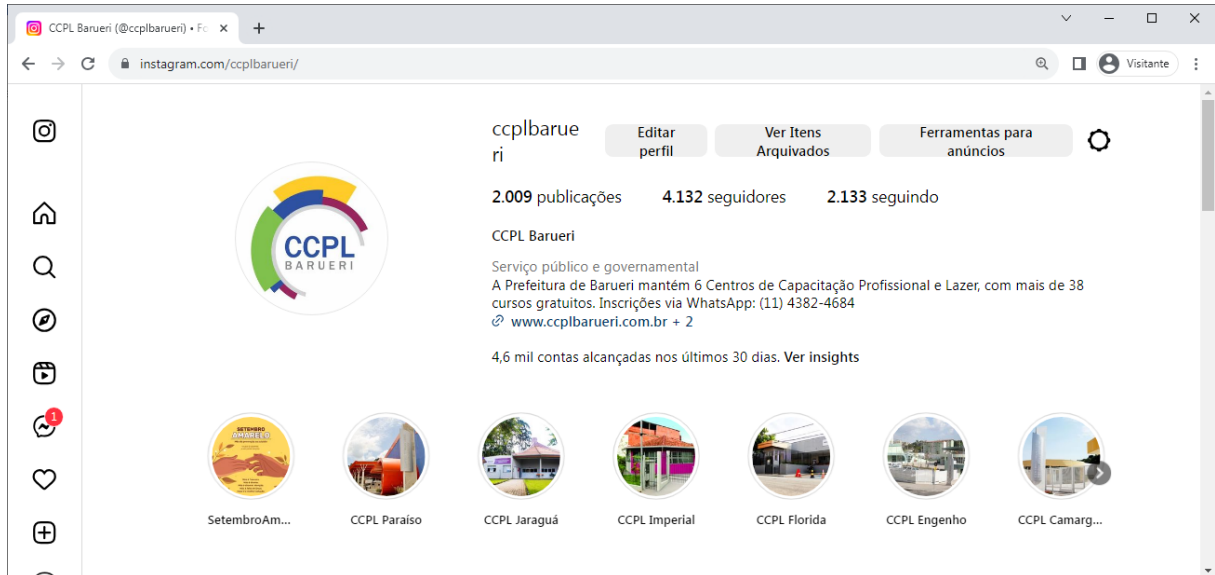 CCPL Barueri (@ccplbarueri) • Fo
instagram.com/ccplbarueri/
Visitante
ccplbarue
ri
Editar
perfil
Ver Itens
Arquivados
Ferramentas para
anúncios
2.009 publicações 4.132 seguidores 2.133 seguindo
CCPL
BARUERI
CCPL Barueri
Serviço público e governamental
A Prefeitura de Barueri mantém 6 Centros de Capacitação Profissional e Lazer, com mais de 38
cursos gratuitos. Inscrições via WhatsApp: (11) 4382-4684
www.ccplbarueri.com.br + 2
4,6 mil contas alcançadas nos últimos 30 dias. Ver insights
1
SETEMBRO
AMARELO
SetembroAm... CCPL Paraíso CCPL Jaraguá CCPL Imperial CCPL Florida CCPL Engenho CCPL Camarg...